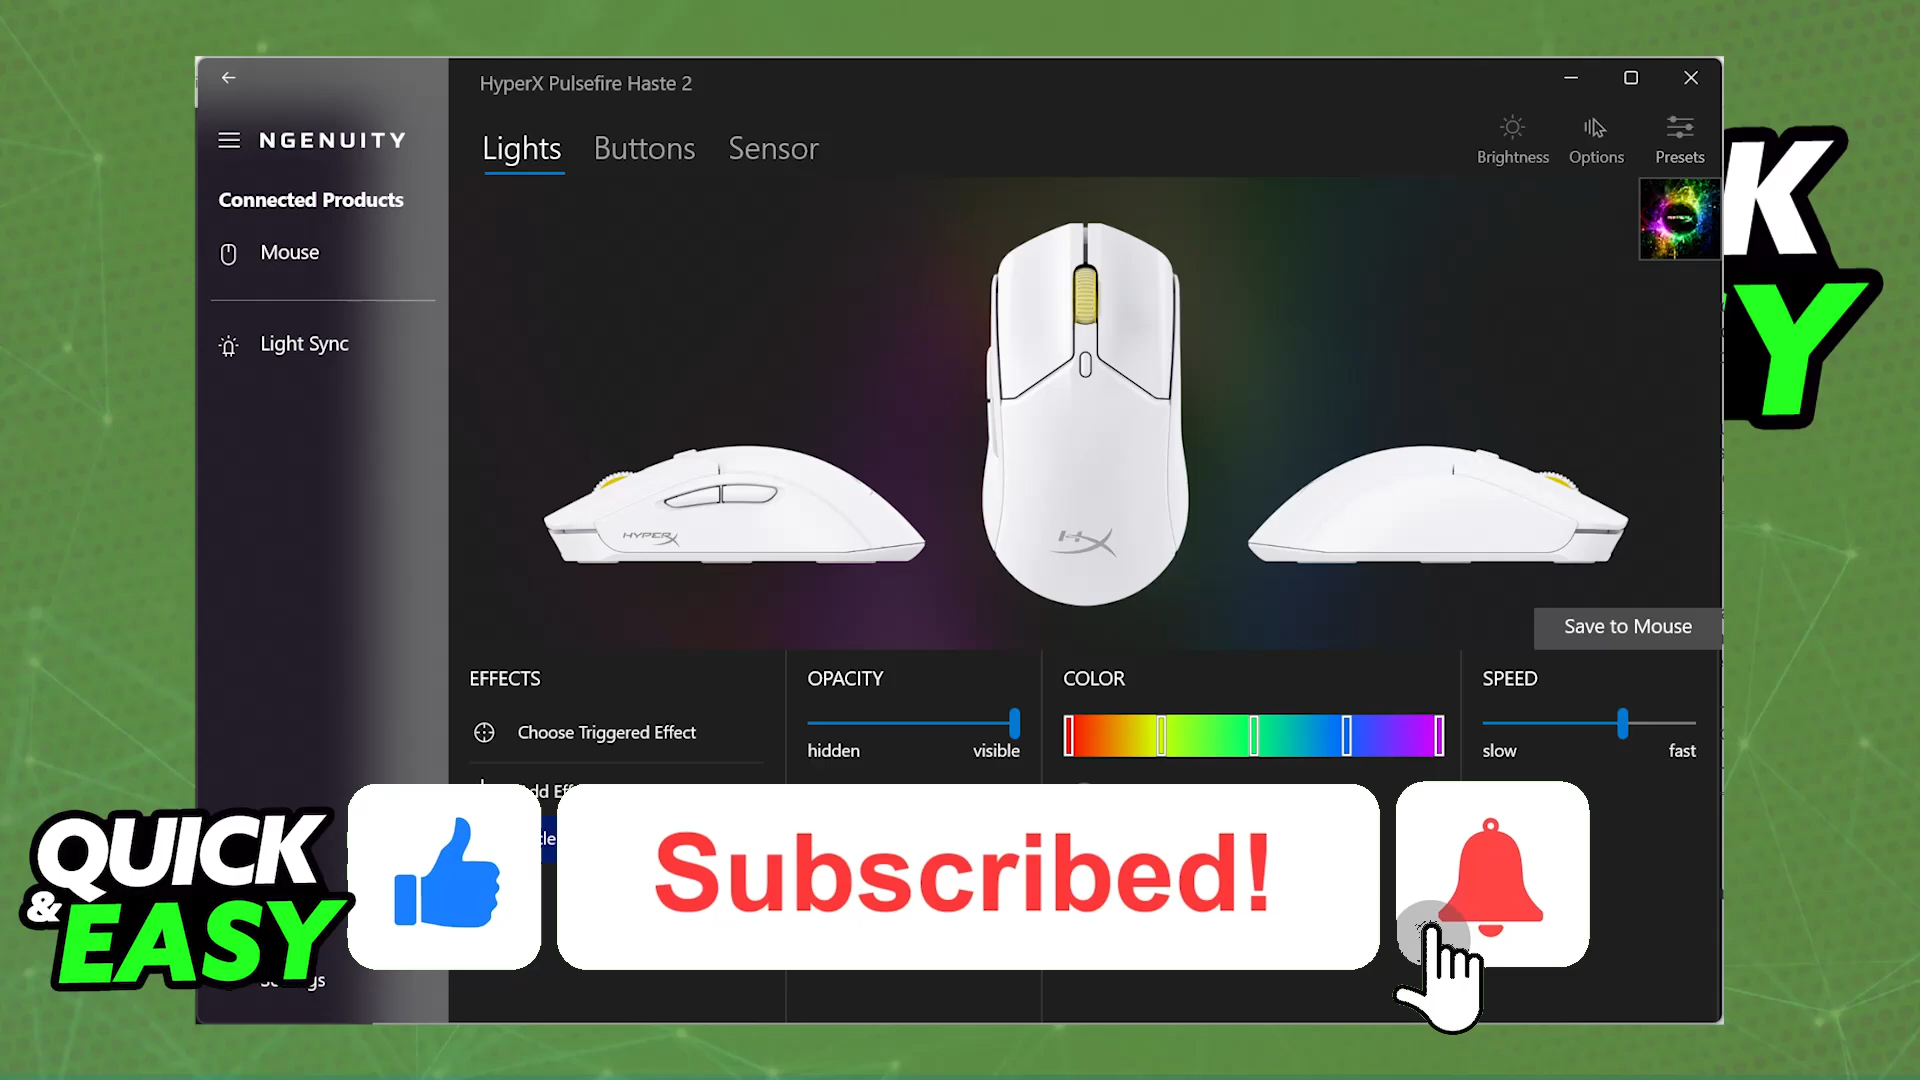 HyperX Pulsefire Haste 2
NGENUITY
Lights Buttons Sensor
Brightness Options Presets
Connected Products
Mouse
Light Sync
K
Y
HYPERX
Save to Mouse
EFFECTS
OPACITY
COLOR
SPEED
Choose Triggered Effect
hidden visible
slow fast
QUICK
&
EASY
Subscribed!